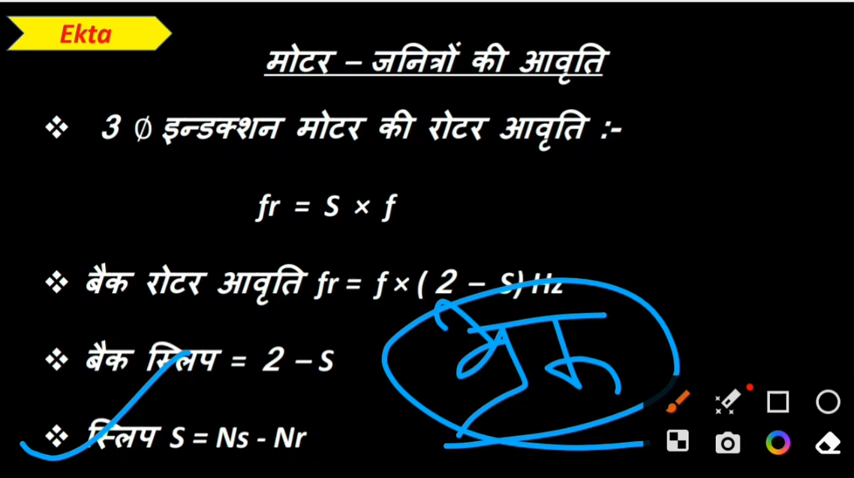 Ekta
मोटर – जनित्रों की आवृति
❖ 3 ∅ इन्डक्शन मोटर की रोटर आवृति :-
fr = S × f
❖ बैक रोटर आवृति fr = f × ( 2 – S) Hz
❖ बैक स्लिप = 2 – S
❖ स्लिप S = Ns - Nr